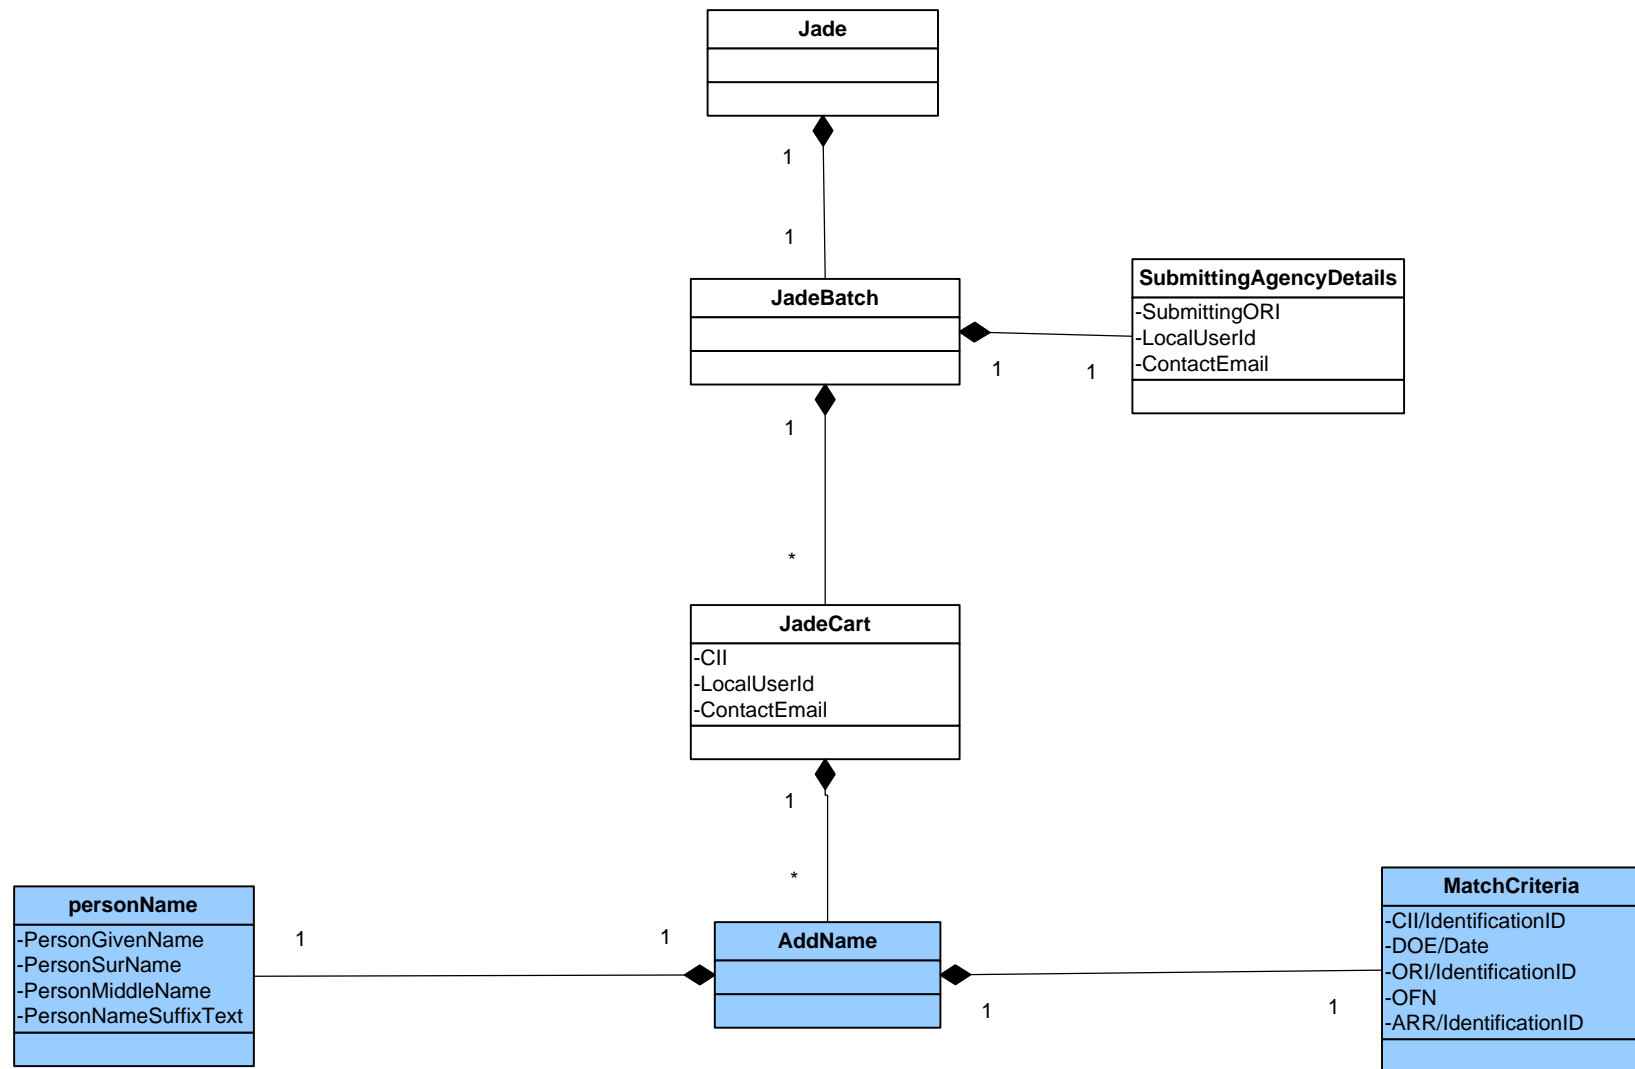 Jade
1
1
JadeBatch
SubmittingAgencyDetails
-SubmittingORI
-LocalUserId
-ContactEmail
1
1
1
*
JadeCart
-CII
-LocalUserId
-ContactEmail
1
*
personName
-PersonGivenName
-PersonSurName
-PersonMiddleName
-PersonNameSuffixText
1
1
AddName
1
1
MatchCriteria
-CII/IdentificationID
-DOE/Date
-ORI/IdentificationID
-OFN
-ARR/IdentificationID